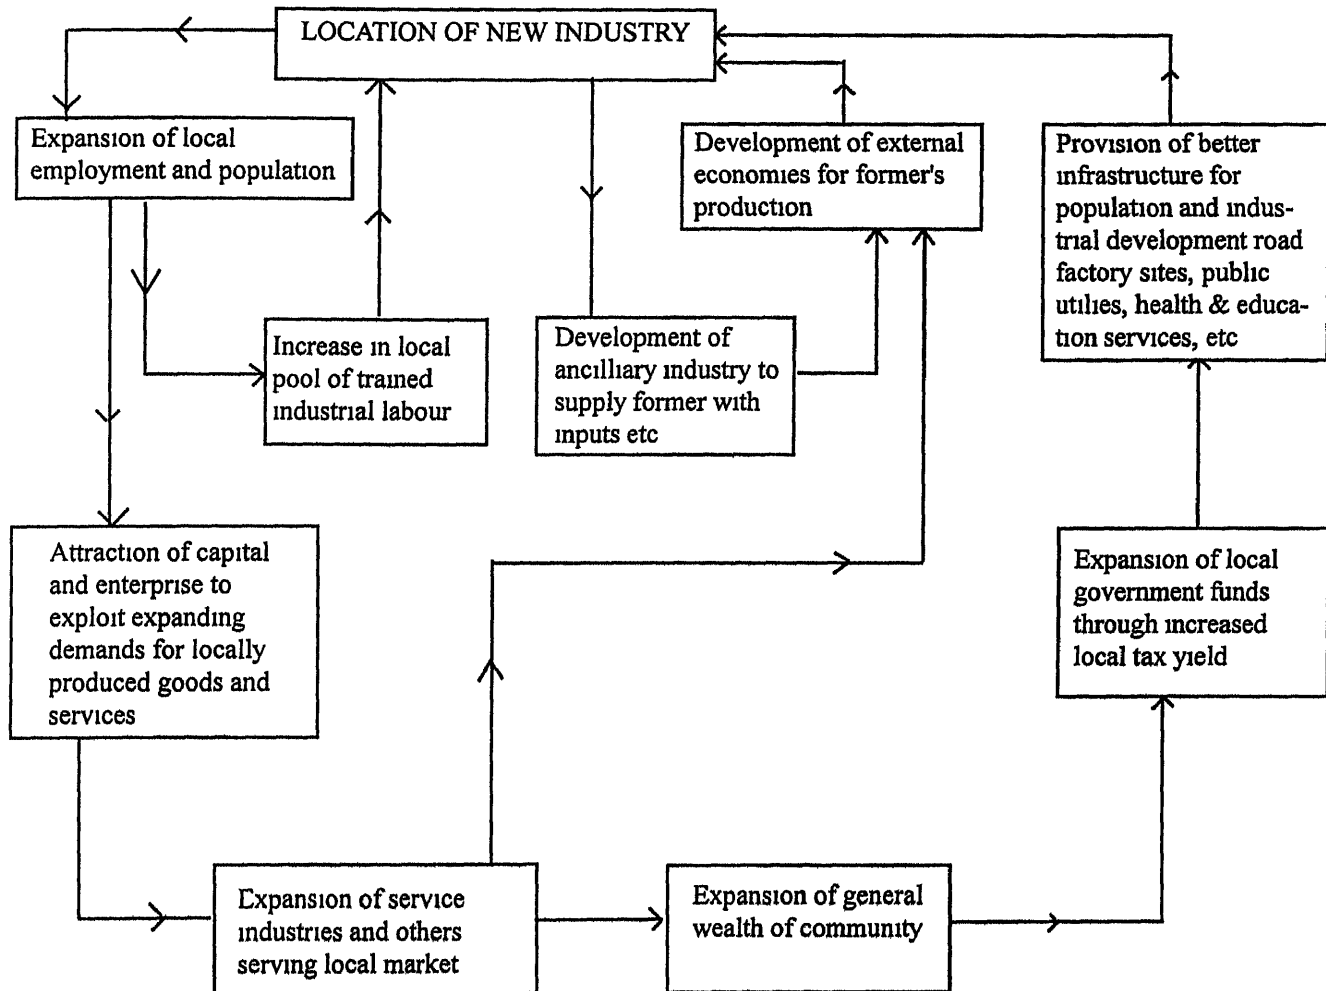 LOCATION OF NEW INDUSTRY
Expansion of local
employment and population
Development of external
economies for former's
production
Provision of better
infrastructure for
population and indus-
trial development road
factory sites, public
utilies, health & educa-
tion services, etc
Increase in local
pool of trained
industrial labour
Development of
ancilliary industry to
supply former with
inputs etc
Attraction of capital
and enterprise to
exploit expanding
demands for locally
produced goods and
services
Expansion of local
government funds
through increased
local tax yield
Expansion of service
industries and others
serving local market
Expansion of general
wealth of community